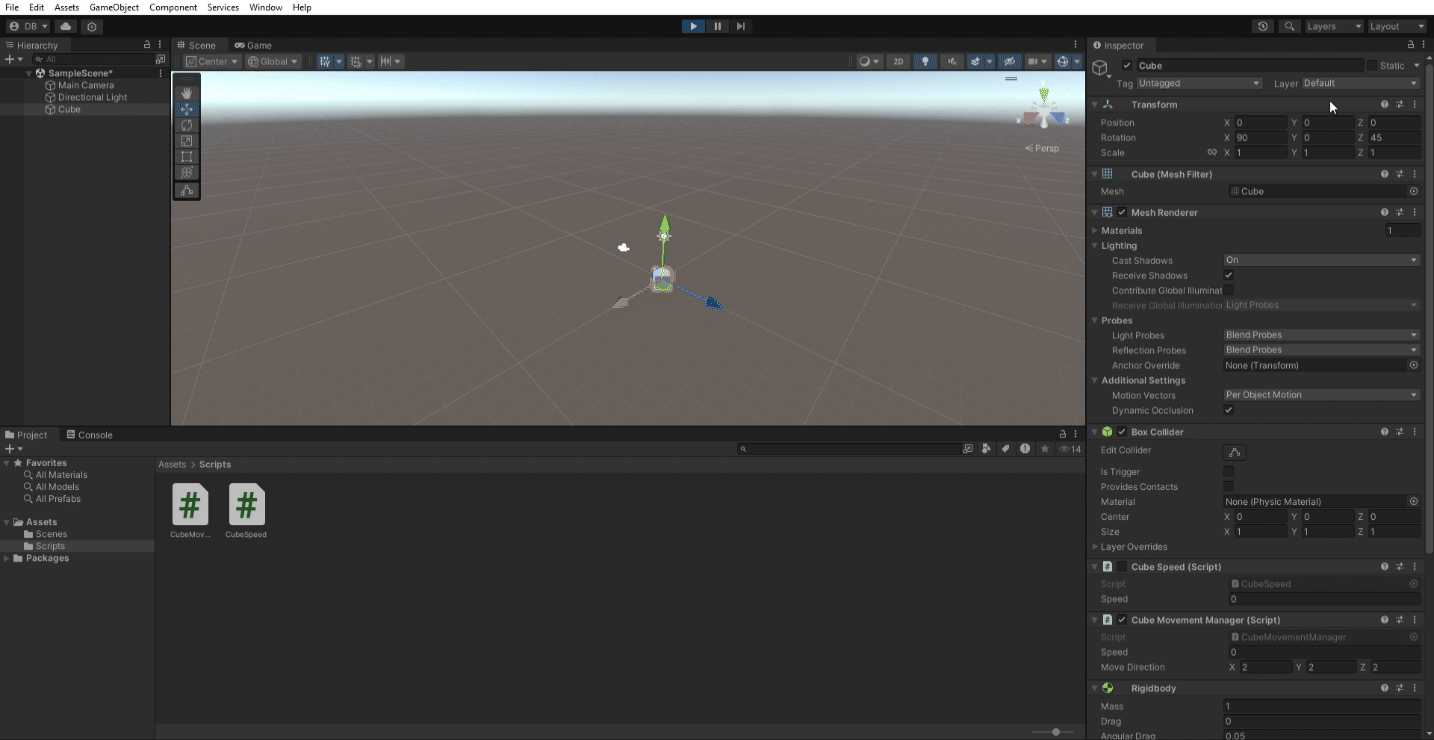 File Edit Assets GameObject Component Services Window Help
DB Layers Layout
Hierarchy
All
SampleScene*
Main Camera
Directional Light
Cube
Scene Game
Center Global 2D
x z
Persp
Project Console
14
Favorites
All Materials
All Models
All Prefabs
Assets
Scenes
Scripts
Packages
Assets > Scripts
# #
CubeMov... CubeSpeed
Inspector
Cube Static
Tag Untagged Layer Default
Transform
Position X 0 Y 0 Z 0
Rotation X 90 Y 0 Z 45
Scale X 1 Y 1 Z 1
Cube (Mesh Filter)
Mesh Cube
Mesh Renderer
Materials 1
Lighting
Cast Shadows On
Receive Shadows
Contribute Global Illuminat
Receive Global Illuminatio Light Probes
Probes
Light Probes Blend Probes
Reflection Probes Blend Probes
Anchor Override None (Transform)
Additional Settings
Motion Vectors Per Object Motion
Dynamic Occlusion
Box Collider
Edit Collider
Is Trigger
Provides Contacts
Material None (Physic Material)
Center X 0 Y 0 Z 0
Size X 1 Y 1 Z 1
Layer Overrides
# Cube Speed (Script)
Script CubeSpeed
Speed 0
# Cube Movement Manager (Script)
Script CubeMovementManager
Speed 0
Move Direction X 2 Y 2 Z 2
Rigidbody
Mass 1
Drag 0
Angular Drag 0.05